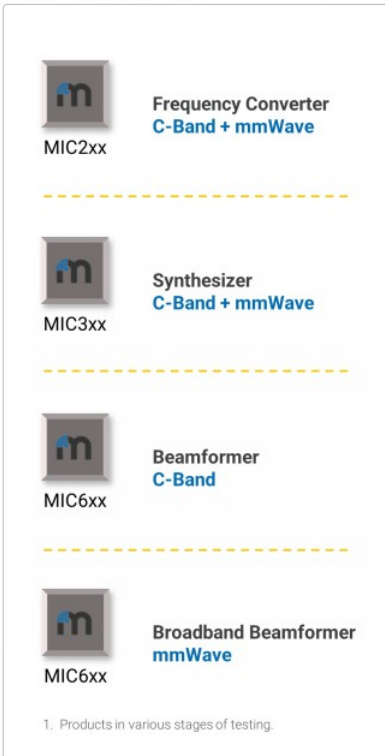 m
Frequency Converter
C-Band + mmWave
MIC2xx
m
Synthesizer
C-Band + mmWave
MIC3xx
m
Beamformer
C-Band
MIC6xx
m
Broadband Beamformer
mmWave
MIC6xx
1. Products in various stages of testing.